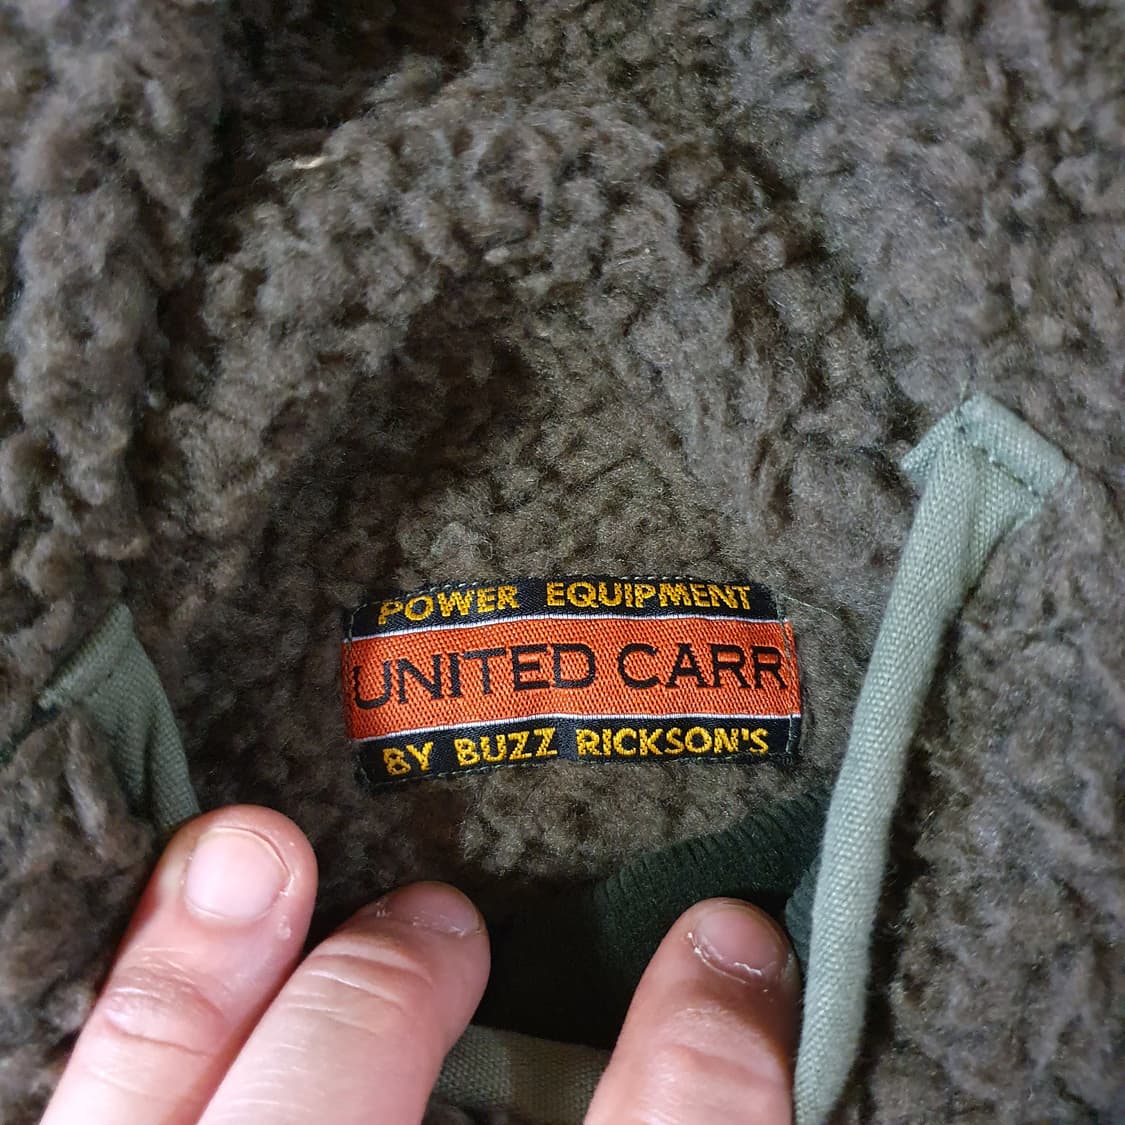 POWER EQUIPMENT
UNITED CARR
BY BUZZ RICKSON'S